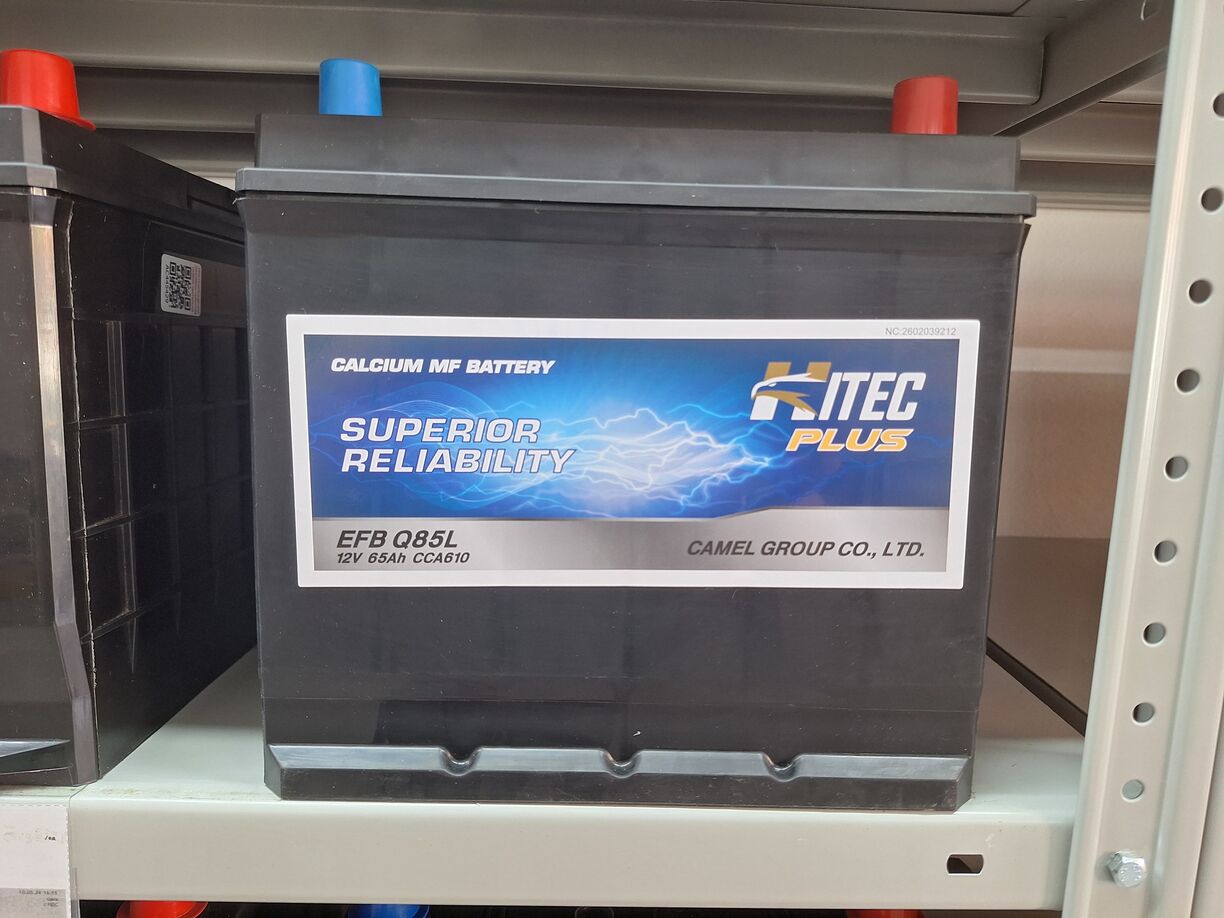 NC:2602039212
CALCIUM MF BATTERY
HITEC
PLUS
SUPERIOR
RELIABILITY
EFB Q85L
12V 65Ah CCA610
CAMEL GROUP CO., LTD.